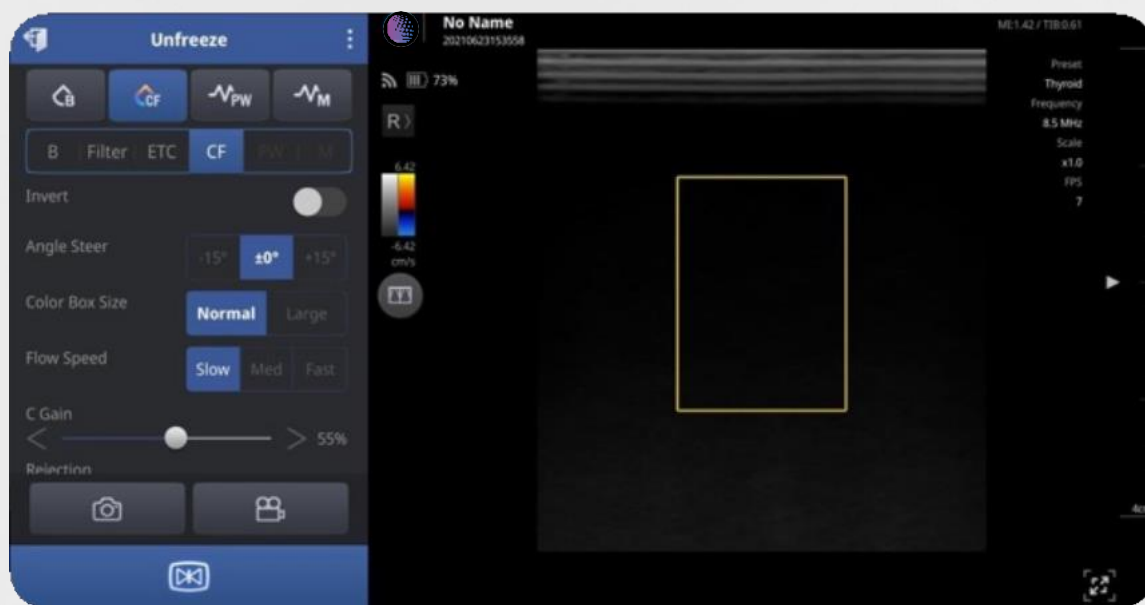 Unfreeze
B CF PW M
B Filter ETC CF PW M
Invert
Angle Steer -15° ±0° +15°
Color Box Size Normal Large
Flow Speed Slow Med Fast
C Gain
55%
Rejection
No Name
20210623153558
73%
R
6.42
-6.42
cm/s
MI:1.42 / TIB:0.61
Preset
Thyroid
Frequency
8.5 MHz
Scale
x1.0
FPS
7